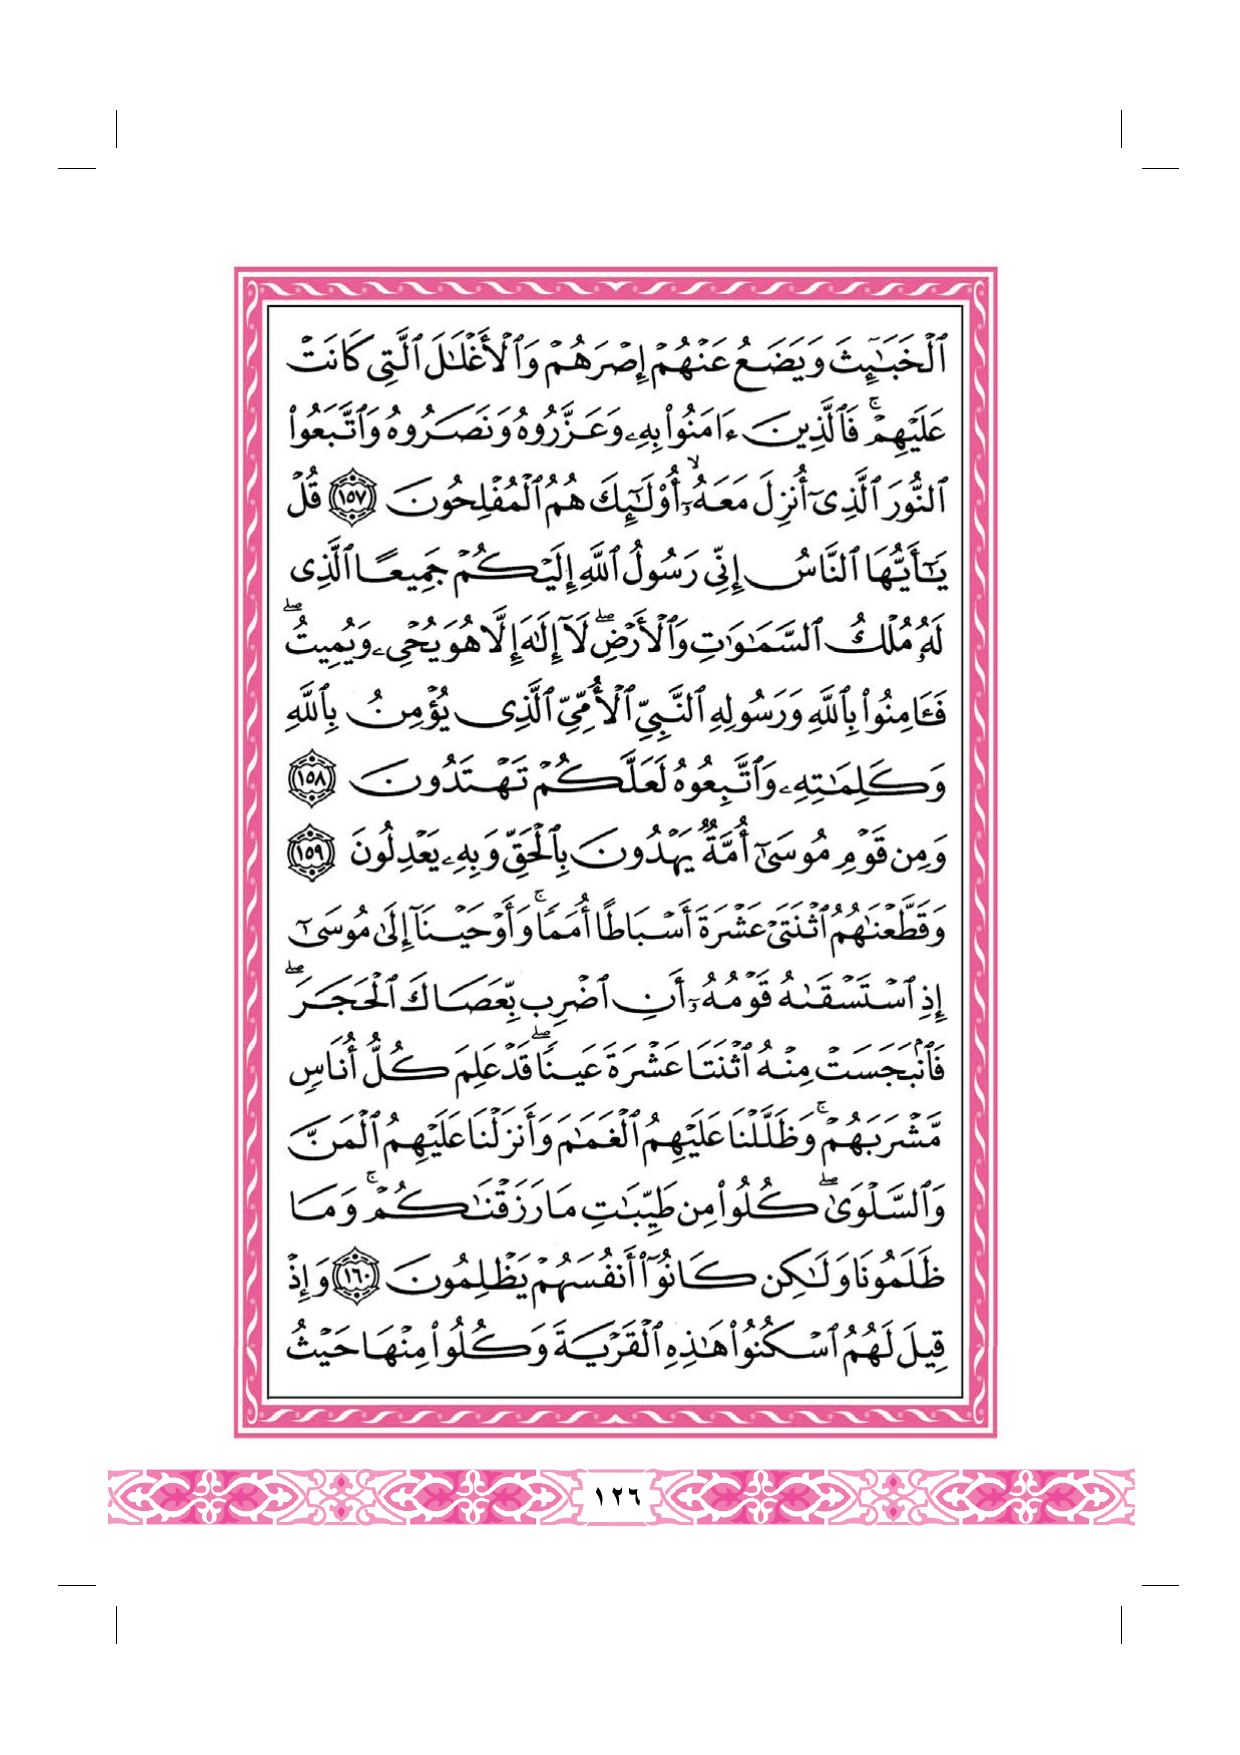 ٱلۡخَبَـٰٓئِثَ وَيَضَعُ عَنۡهُمۡ إِصۡرَهُمۡ وَٱلۡأَغۡلَـٰلَ ٱلَّتِى كَانَتۡ
عَلَيۡهِمۡۚ فَٱلَّذِينَ ءَامَنُواْ بِهِۦ وَعَزَّرُوهُ وَنَصَرُوهُ وَٱتَّبَعُواْ
ٱلنُّورَ ٱلَّذِىٓ أُنزِلَ مَعَهُۥٓۙ أُوْلَـٰٓئِكَ هُمُ ٱلۡمُفۡلِحُونَ ١٥٧ قُلۡ
يَـٰٓأَيُّهَا ٱلنَّاسُ إِنِّى رَسُولُ ٱللَّهِ إِلَيۡكُمۡ جَمِيعًا ٱلَّذِى
لَهُۥ مُلۡكُ ٱلسَّمَـٰوَٰتِ وَٱلۡأَرۡضِۖ لَآ إِلَـٰهَ إِلَّا هُوَ يُحۡىِۦ وَيُمِيتُۖ
فَـَٔامِنُواْ بِٱللَّهِ وَرَسُولِهِ ٱلنَّبِىِّ ٱلۡأُمِّىِّ ٱلَّذِى يُؤۡمِنُ بِٱللَّهِ
وَكَلِمَـٰتِهِۦ وَٱتَّبِعُوهُ لَعَلَّكُمۡ تَهۡتَدُونَ ١٥٨
وَمِن قَوۡمِ مُوسَىٰٓ أُمَّةٌ يَهۡدُونَ بِٱلۡحَقِّ وَبِهِۦ يَعۡدِلُونَ ١٥٩
وَقَطَّعۡنَـٰهُمُ ٱثۡنَتَىۡ عَشۡرَةَ أَسۡبَاطًا أُمَمًاۚ وَأَوۡحَيۡنَآ إِلَىٰ مُوسَىٰٓ
إِذِ ٱسۡتَسۡقَىٰهُ قَوۡمُهُۥٓ أَنِ ٱضۡرِب بِّعَصَاكَ ٱلۡحَجَرَۖ
فَٱنۢبَجَسَتۡ مِنۡهُ ٱثۡنَتَا عَشۡرَةَ عَيۡنًاۖ قَدۡ عَلِمَ كُلُّ أُنَاسٍ
مَّشۡرَبَهُمۡۚ وَظَلَّلۡنَا عَلَيۡهِمُ ٱلۡغَمَـٰمَ وَأَنزَلۡنَا عَلَيۡهِمُ ٱلۡمَنَّ
وَٱلسَّلۡوَىٰۖ كُلُواْ مِن طَيِّبَـٰتِ مَا رَزَقۡنَـٰكُمۡۚ وَمَا
ظَلَمُونَا وَلَـٰكِن كَانُوٓاْ أَنفُسَهُمۡ يَظۡلِمُونَ ١٦٠ وَإِذۡ
قِيلَ لَهُمُ ٱسۡكُنُواْ هَـٰذِهِ ٱلۡقَرۡيَةَ وَكُلُواْ مِنۡهَا حَيۡثُ
١٢٦